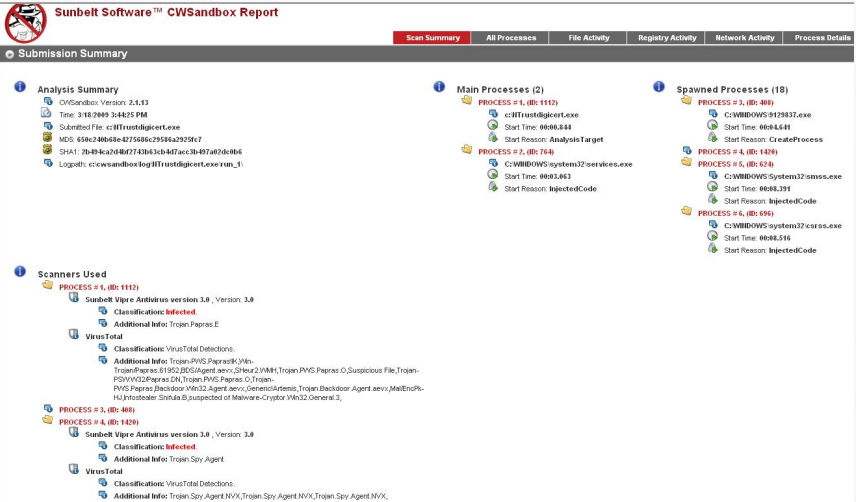 Sunbelt Software™ CWSandbox Report
Scan Summary All Processes File Activity Registry Activity Network Activity Process Details
Submission Summary
Analysis Summary
CWSandbox Version: 2.1.13
Time: 3/18/2009 3:44:25 PM
Submitted File: c:\ITrustdigicert.exe
MD5: 650c240b68e4275686c29586a2925fc7
SHA1: 2b494ca2d4bf2743b63cb4d7acc3b497a02dc0b6
Logpath: c:\cwsandbox\log\ITrustdigicert.exe\run_1\
Main Processes (2)
PROCESS # 1, (ID: 1112)
c:\ITrustdigicert.exe
Start Time: 00:00.844
Start Reason: AnalysisTarget
PROCESS # 2, (ID: 764)
C:\WINDOWS\system32\services.exe
Start Time: 00:03.063
Start Reason: InjectedCode
Spawned Processes (18)
PROCESS # 3, (ID: 408)
C:\WINDOWS\9129837.exe
Start Time: 00:04.641
Start Reason: CreateProcess
PROCESS # 4, (ID: 1420)
PROCESS # 5, (ID: 624)
C:\WINDOWS\System32\smss.exe
Start Time: 00:08.391
Start Reason: InjectedCode
PROCESS # 6, (ID: 696)
C:\WINDOWS\system32\csrss.exe
Start Time: 00:08.516
Start Reason: InjectedCode
Scanners Used
PROCESS # 1, (ID: 1112)
Sunbelt Vipre Antivirus version 3.0 , Version: 3.0
Classification: Infected.
Additional Info: Trojan.Papras.E
VirusTotal
Classification: VirusTotal Detections.
Additional Info: Trojan-PWS.Papras!IK,Win-
Trojan/Papras.61952,BDS/Agent.aevx,SHeur2.WMH,Trojan.PWS.Papras.O,Suspicious File,Trojan-
PSW.W32/Papras.DN,Trojan.PWS.Papras.O,Trojan-
PWS.Papras,Backdoor.Win32.Agent.aevx,Generic!Artemis,Trojan.Backdoor.Agent.aevx,Mal/EncPk-
HJ,Infostealer.Snifula.B,suspected of Malware-Cryptor.Win32.General.3,
PROCESS # 3, (ID: 408)
PROCESS # 4, (ID: 1420)
Sunbelt Vipre Antivirus version 3.0 , Version: 3.0
Classification: Infected.
Additional Info: Trojan.Spy.Agent
VirusTotal
Classification: VirusTotal Detections.
Additional Info: Trojan.Spy.Agent.NVX,Trojan.Spy.Agent.NVX,Trojan.Spy.Agent.NVX,